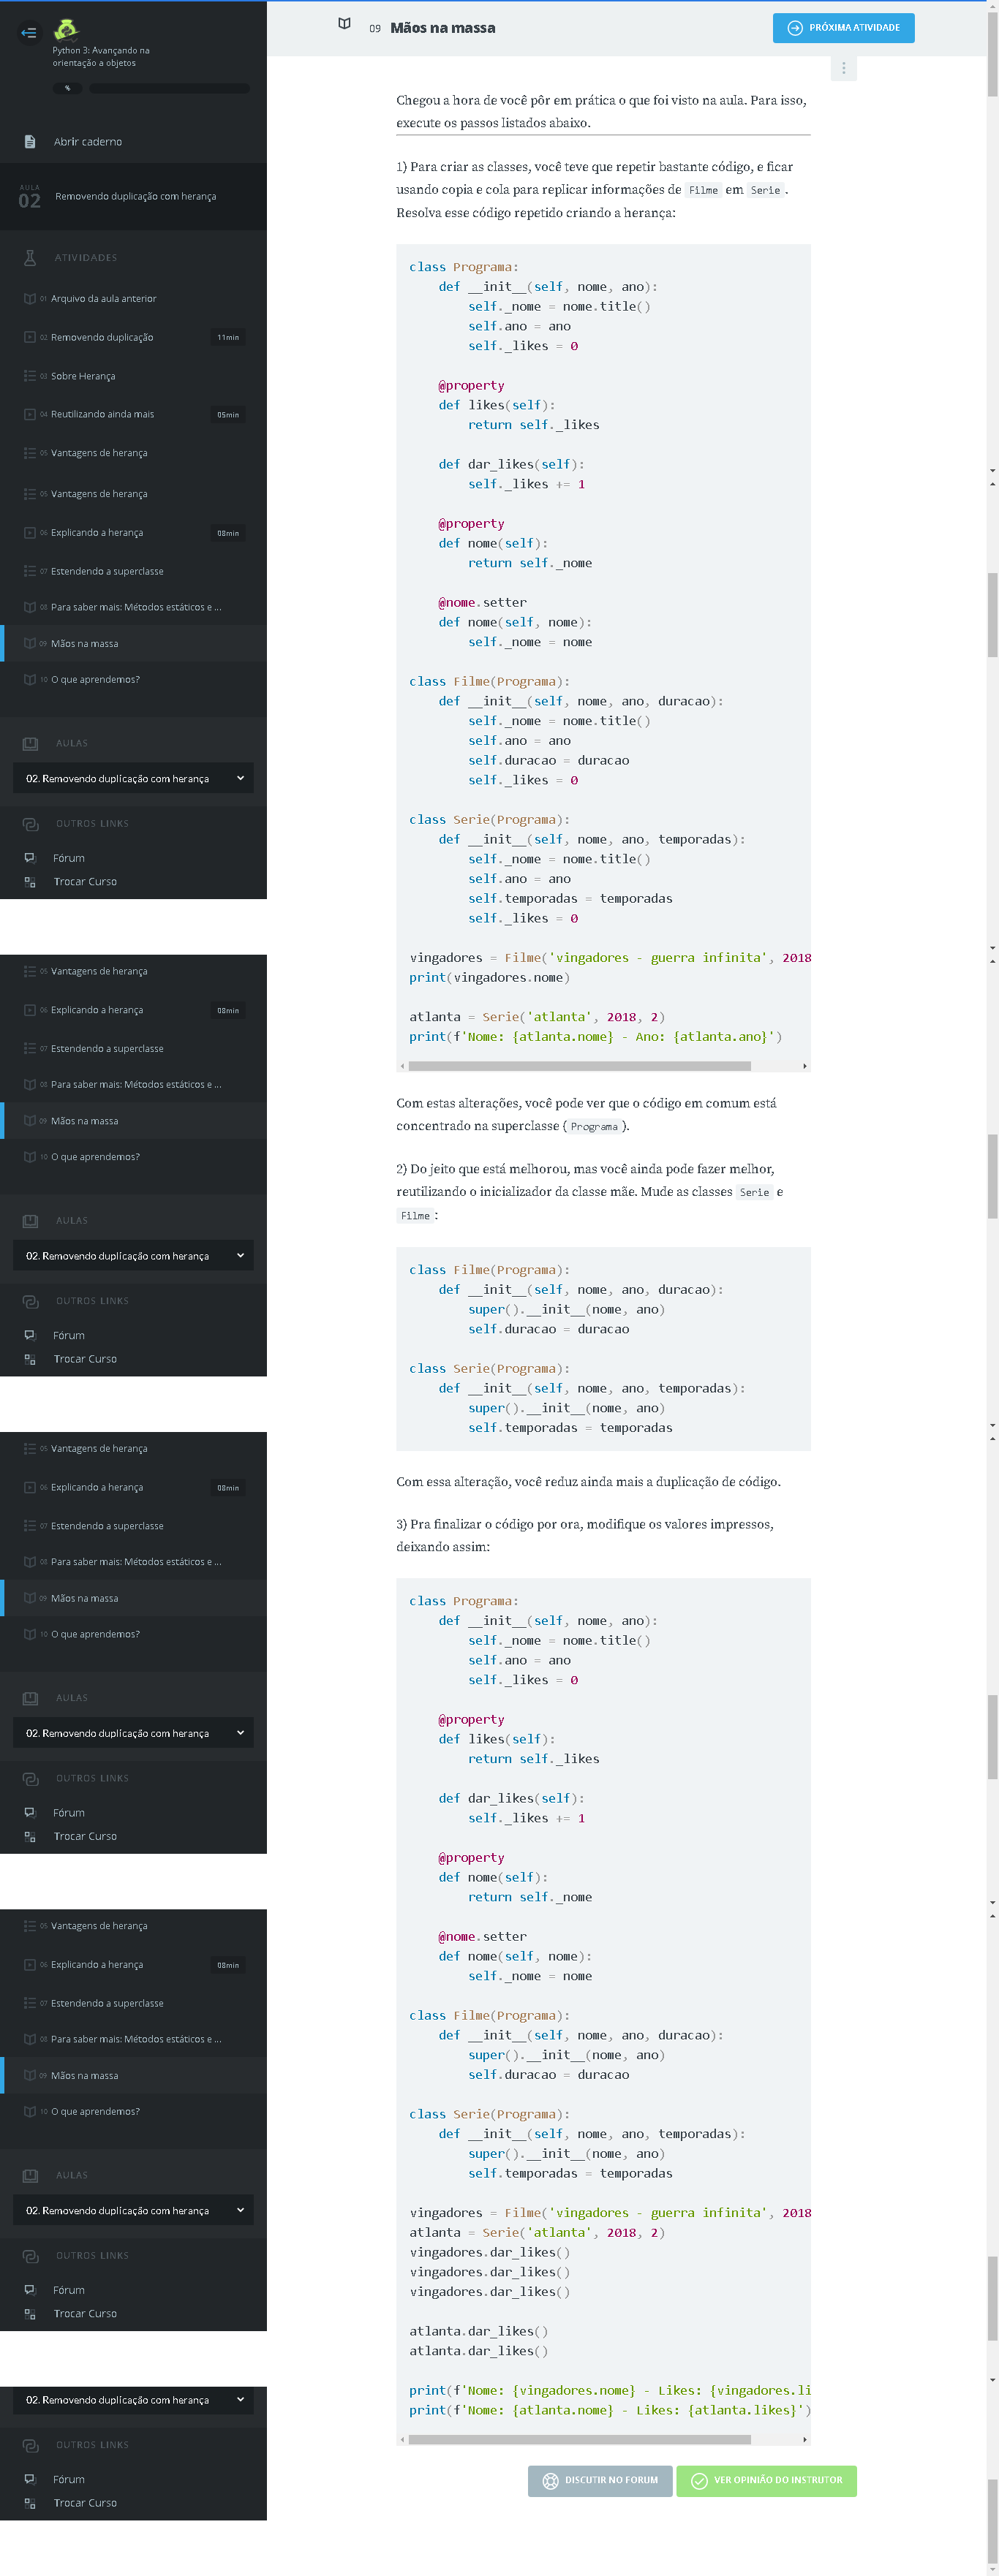 Python 3: Avançando na
orientação a objetos
%
Abrir caderno
AULA
02
Removendo duplicação com herança
ATIVIDADES
01 Arquivo da aula anterior
02 Removendo duplicação 11min
03 Sobre Herança
04 Reutilizando ainda mais 05min
05 Vantagens de herança
05 Vantagens de herança
06 Explicando a herança 08min
07 Estendendo a superclasse
08 Para saber mais: Métodos estáticos e ...
09 Mãos na massa
10 O que aprendemos?
AULAS
02. Removendo duplicação com herança
OUTROS LINKS
Fórum
Trocar Curso
05 Vantagens de herança
06 Explicando a herança 08min
07 Estendendo a superclasse
08 Para saber mais: Métodos estáticos e ...
09 Mãos na massa
10 O que aprendemos?
AULAS
02. Removendo duplicação com herança
OUTROS LINKS
Fórum
Trocar Curso
05 Vantagens de herança
06 Explicando a herança 08min
07 Estendendo a superclasse
08 Para saber mais: Métodos estáticos e ...
09 Mãos na massa
10 O que aprendemos?
AULAS
02. Removendo duplicação com herança
OUTROS LINKS
Fórum
Trocar Curso
05 Vantagens de herança
06 Explicando a herança 08min
07 Estendendo a superclasse
08 Para saber mais: Métodos estáticos e ...
09 Mãos na massa
10 O que aprendemos?
AULAS
02. Removendo duplicação com herança
OUTROS LINKS
Fórum
Trocar Curso
02. Removendo duplicação com herança
OUTROS LINKS
Fórum
Trocar Curso
09 Mãos na massa
PRÓXIMA ATIVIDADE
Chegou a hora de você pôr em prática o que foi visto na aula. Para isso,
execute os passos listados abaixo.
1) Para criar as classes, você teve que repetir bastante código, e ficar
usando copia e cola para replicar informações de Filme em Serie .
Resolva esse código repetido criando a herança:
class Programa:
    def __init__(self, nome, ano):
        self._nome = nome.title()
        self.ano = ano
        self._likes = 0
    @property
    def likes(self):
        return self._likes
    def dar_likes(self):
        self._likes += 1
    @property
    def nome(self):
        return self._nome
    @nome.setter
    def nome(self, nome):
        self._nome = nome
class Filme(Programa):
    def __init__(self, nome, ano, duracao):
        self._nome = nome.title()
        self.ano = ano
        self.duracao = duracao
        self._likes = 0
class Serie(Programa):
    def __init__(self, nome, ano, temporadas):
        self._nome = nome.title()
        self.ano = ano
        self.temporadas = temporadas
        self._likes = 0
vingadores = Filme('vingadores - guerra infinita', 2018
print(vingadores.nome)
atlanta = Serie('atlanta', 2018, 2)
print(f'Nome: {atlanta.nome} - Ano: {atlanta.ano}')
Com estas alterações, você pode ver que o código em comum está
concentrado na superclasse ( Programa ).
2) Do jeito que está melhorou, mas você ainda pode fazer melhor,
reutilizando o inicializador da classe mãe. Mude as classes Serie e
Filme :
class Filme(Programa):
    def __init__(self, nome, ano, duracao):
        super().__init__(nome, ano)
        self.duracao = duracao
class Serie(Programa):
    def __init__(self, nome, ano, temporadas):
        super().__init__(nome, ano)
        self.temporadas = temporadas
Com essa alteração, você reduz ainda mais a duplicação de código.
3) Pra finalizar o código por ora, modifique os valores impressos,
deixando assim:
class Programa:
    def __init__(self, nome, ano):
        self._nome = nome.title()
        self.ano = ano
        self._likes = 0
    @property
    def likes(self):
        return self._likes
    def dar_likes(self):
        self._likes += 1
    @property
    def nome(self):
        return self._nome
    @nome.setter
    def nome(self, nome):
        self._nome = nome
class Filme(Programa):
    def __init__(self, nome, ano, duracao):
        super().__init__(nome, ano)
        self.duracao = duracao
class Serie(Programa):
    def __init__(self, nome, ano, temporadas):
        super().__init__(nome, ano)
        self.temporadas = temporadas
vingadores = Filme('vingadores - guerra infinita', 2018
atlanta = Serie('atlanta', 2018, 2)
vingadores.dar_likes()
vingadores.dar_likes()
vingadores.dar_likes()
atlanta.dar_likes()
atlanta.dar_likes()
print(f'Nome: {vingadores.nome} - Likes: {vingadores.li
print(f'Nome: {atlanta.nome} - Likes: {atlanta.likes}')
DISCUTIR NO FORUM
VER OPINIÃO DO INSTRUTOR